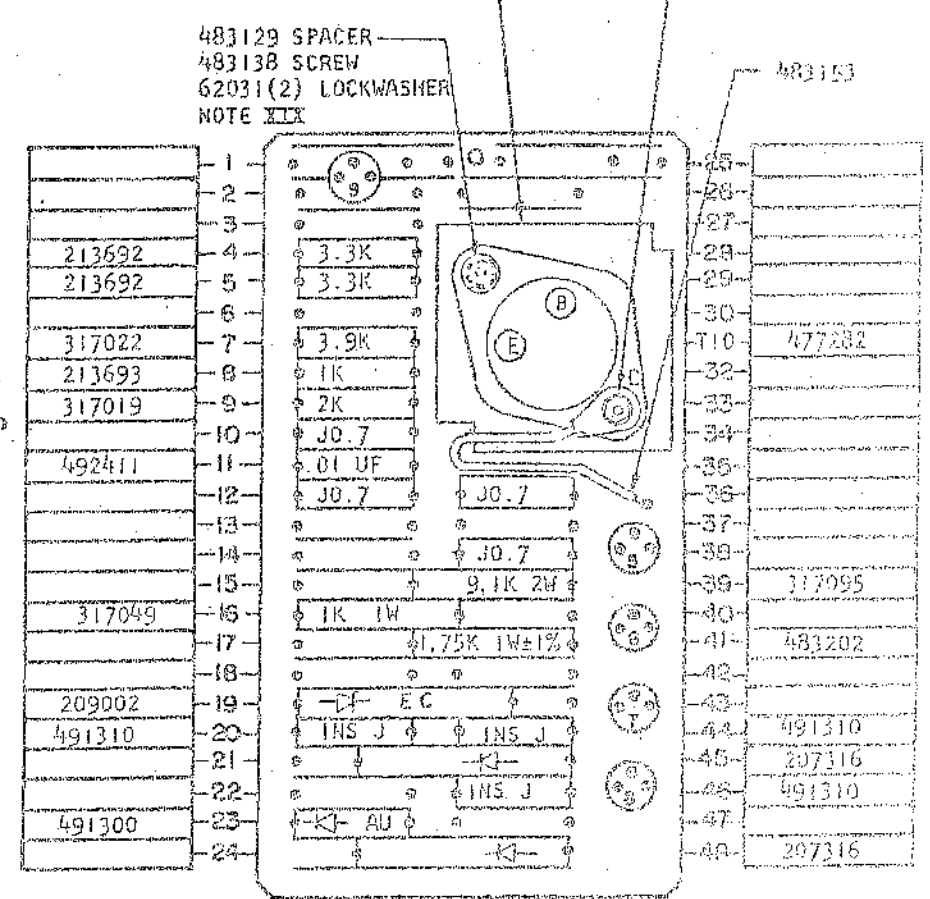 483129 SPACER
483138 SCREW
62031(2) LOCKWASHER
NOTE XIX
483153
1 25
2 9 26
3 27
213692 4 3.3K 28
213692 5 3.3K 29
6 B 30
317022 7 3.9K E T10 477282
213693 8 1K C 32
317019 9 2K 33
10 J0.7 34
492411 11 .01 UF 35
12 J0.7 J0.7 36
13 37
14 J0.7 38
15 9.1K 2W 39 317095
317049 16 1K 1W 6 40
17 1.75K 1W±1% 41 483202
18 42
209002 19 EC 43
491310 20 INS J INS J 44 491310
21 45 207316
22 INS J 46 491310
491300 23 AU 47
24 48 207316